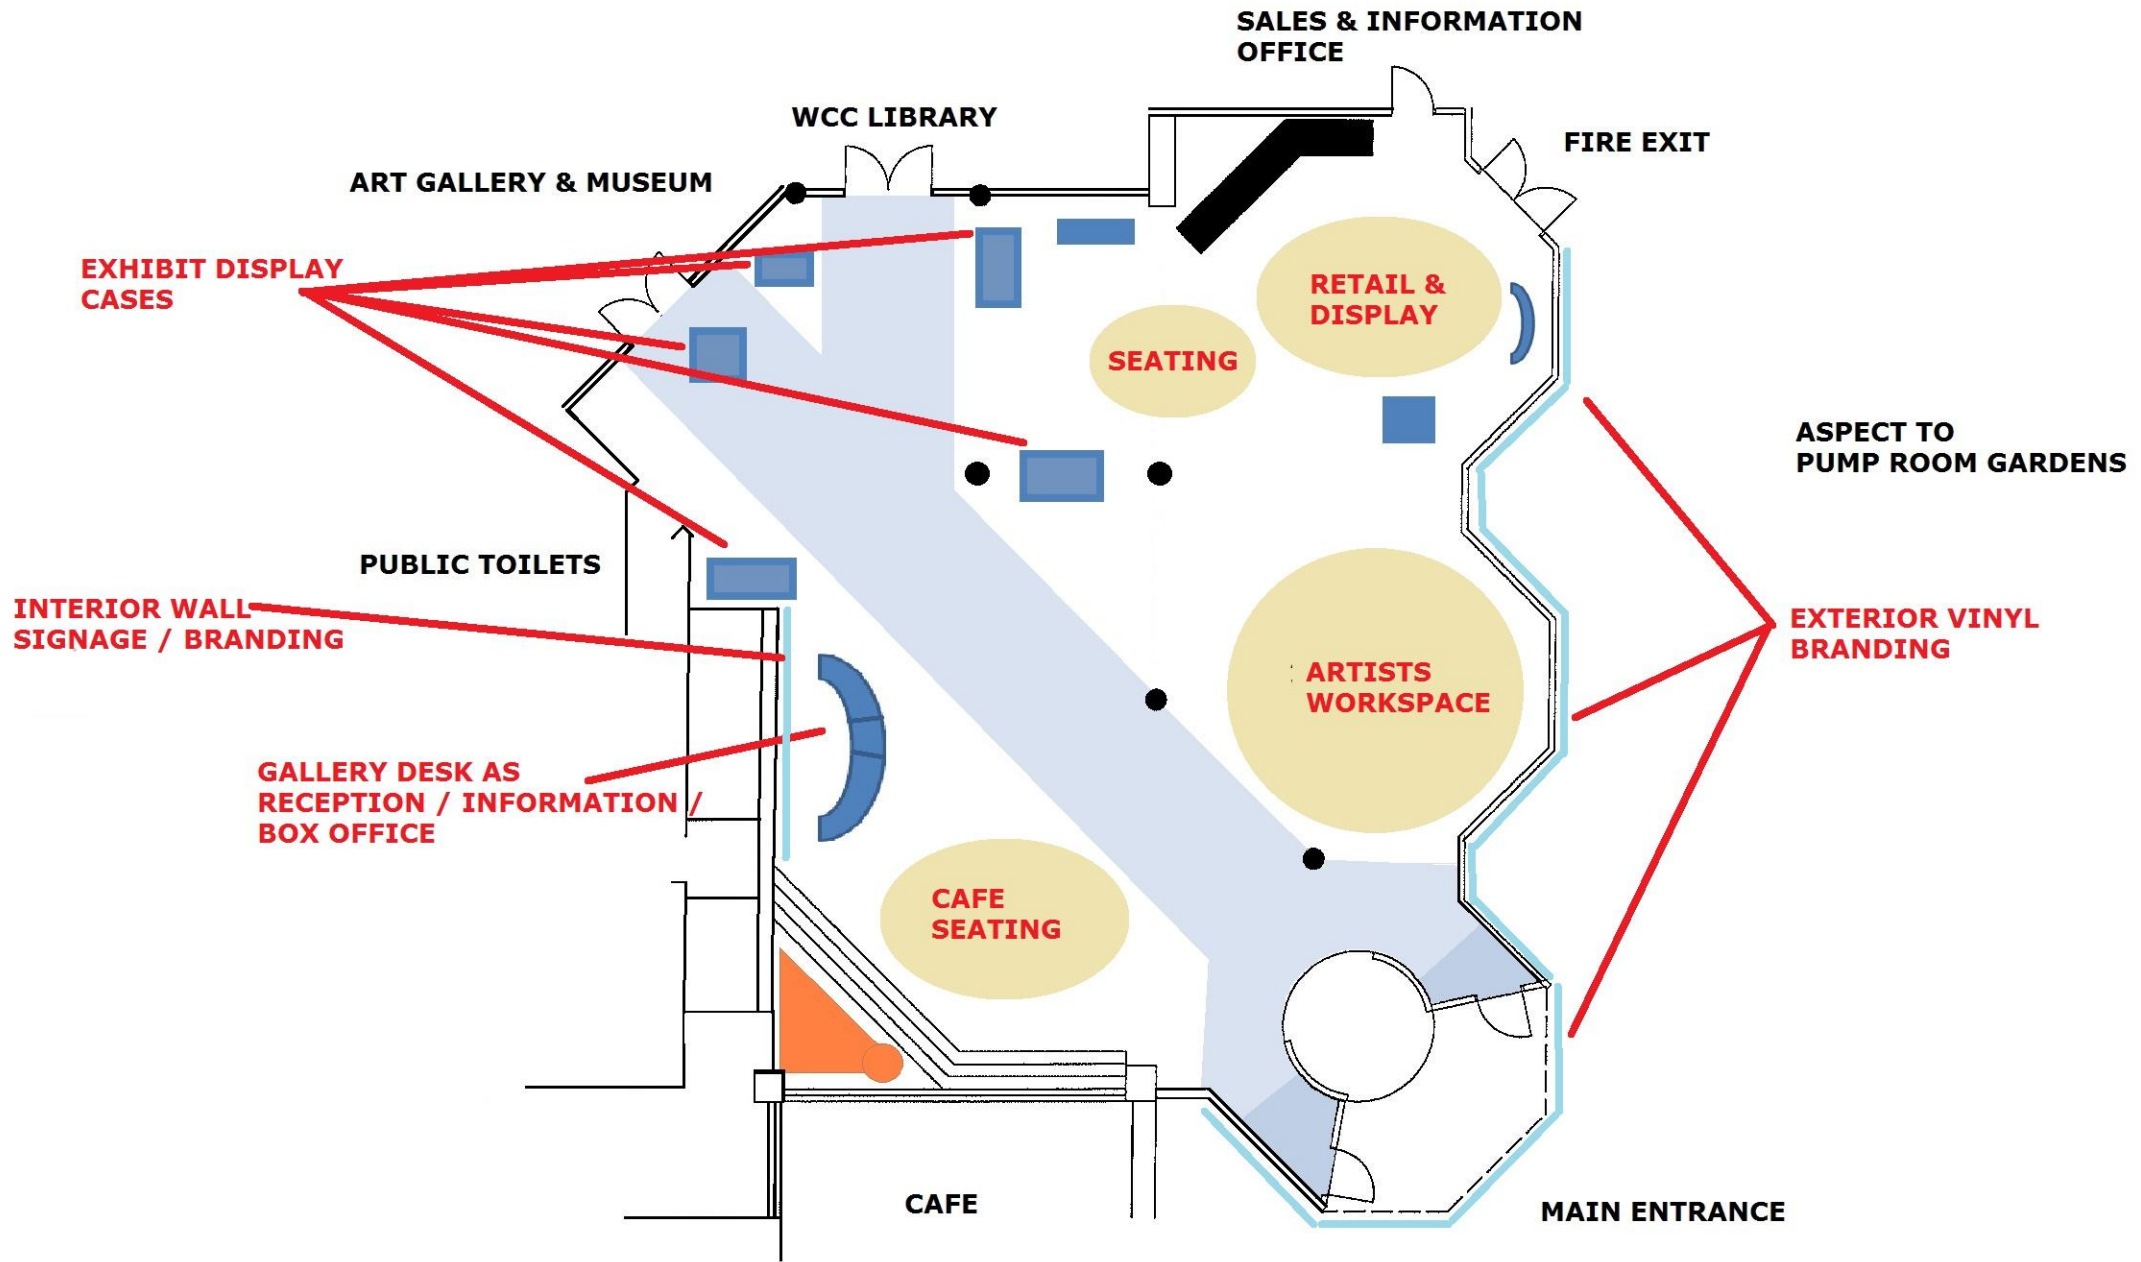 SALES & INFORMATION
OFFICE
WCC LIBRARY
FIRE EXIT
ART GALLERY & MUSEUM
EXHIBIT DISPLAY
CASES
RETAIL &
DISPLAY
SEATING
ASPECT TO
PUMP ROOM GARDENS
PUBLIC TOILETS
INTERIOR WALL
SIGNAGE / BRANDING
EXTERIOR VINYL
BRANDING
ARTISTS
WORKSPACE
GALLERY DESK AS
RECEPTION / INFORMATION /
BOX OFFICE
CAFE
SEATING
CAFE
MAIN ENTRANCE